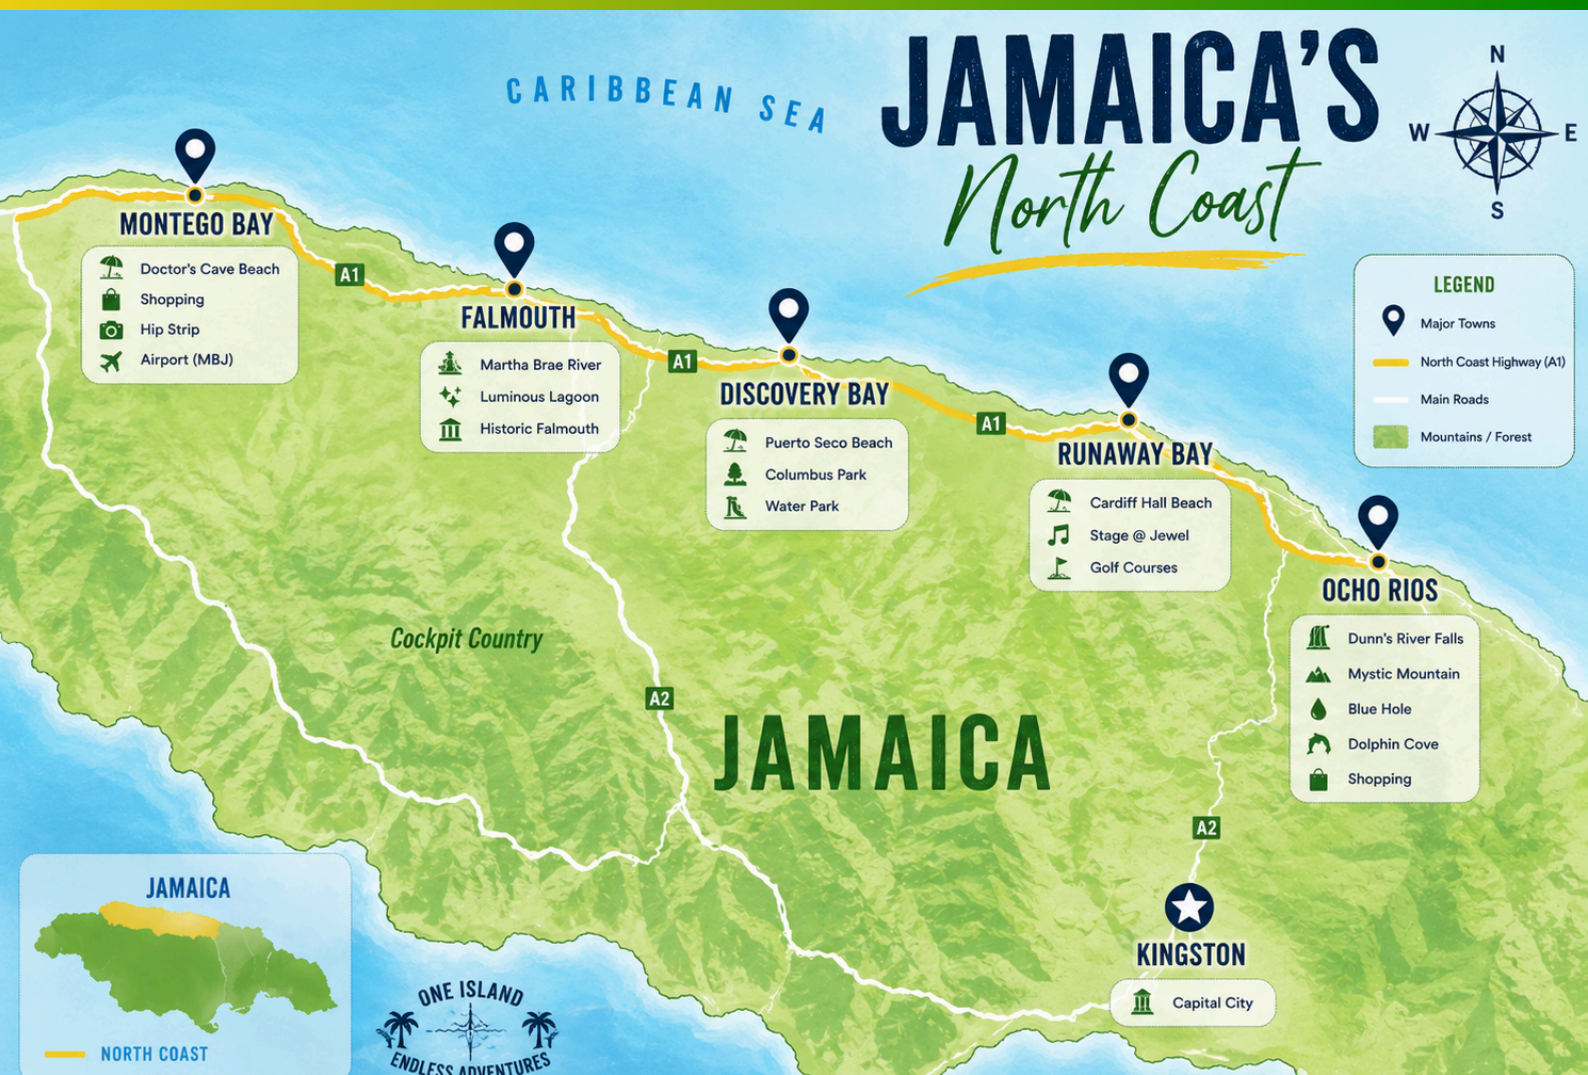 CARIBBEAN SEA
JAMAICA'S
North Coast
N
W
E
S
MONTEGO BAY
Doctor's Cave Beach
Shopping
Hip Strip
Airport (MBJ)
A1
FALMOUTH
Martha Brae River
Luminous Lagoon
Historic Falmouth
A1
DISCOVERY BAY
Puerto Seco Beach
Columbus Park
Water Park
A1
RUNAWAY BAY
Cardiff Hall Beach
Stage @ Jewel
Golf Courses
LEGEND
Major Towns
North Coast Highway (A1)
Main Roads
Mountains / Forest
OCHO RIOS
Dunn's River Falls
Mystic Mountain
Blue Hole
Dolphin Cove
Shopping
Cockpit Country
A2
JAMAICA
A2
KINGSTON
Capital City
JAMAICA
NORTH COAST
ONE ISLAND
ENDLESS ADVENTURES